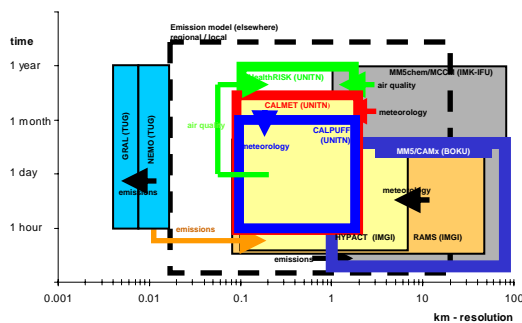 Emission model (elsewhere)
regional / local
time
1 year
1 month
1 day
1 hour
HealthRISK (UNITN)
MM5chem/MCCM (IMK-IFU)
air quality
CALMET (UNITN)
meteorology
air quality
CALPUFF
(UNITN)
meteorology
MM5/CAMx (BOKU)
GRAL (TUG)
NEMO (TUG)
emissions
meteorology
emissions
HYPACT (IMGI)
RAMS (IMGI)
emissions
0.001
0.01
0.1
1
10
100
km - resolution